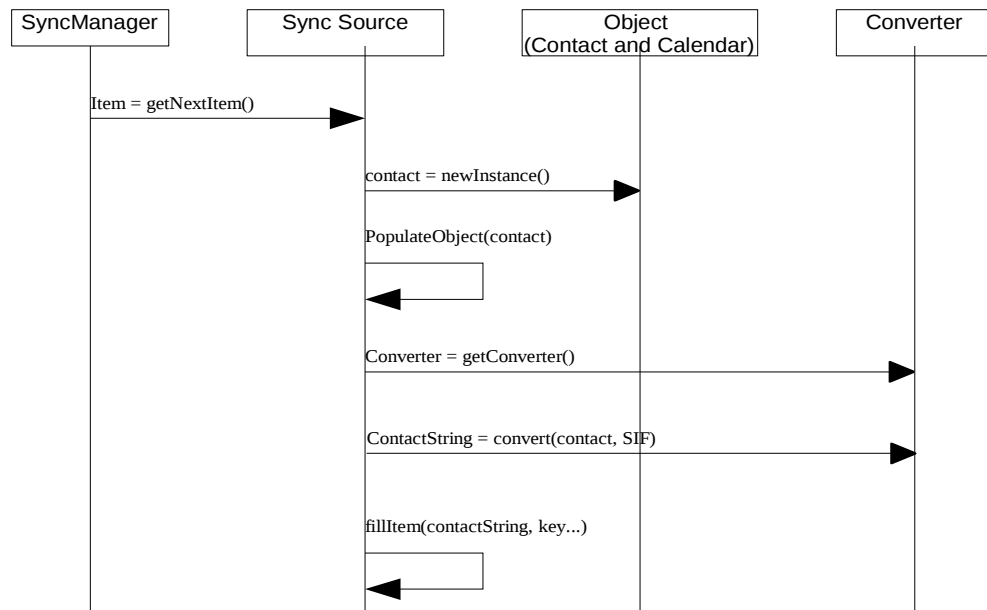 SyncManager
Sync Source
Object
(Contact and Calendar)
Converter
Item = getNextItem()
contact = newInstance()
PopulateObject(contact)
Converter = getConverter()
ContactString = convert(contact, SIF)
fillItem(contactString, key...)